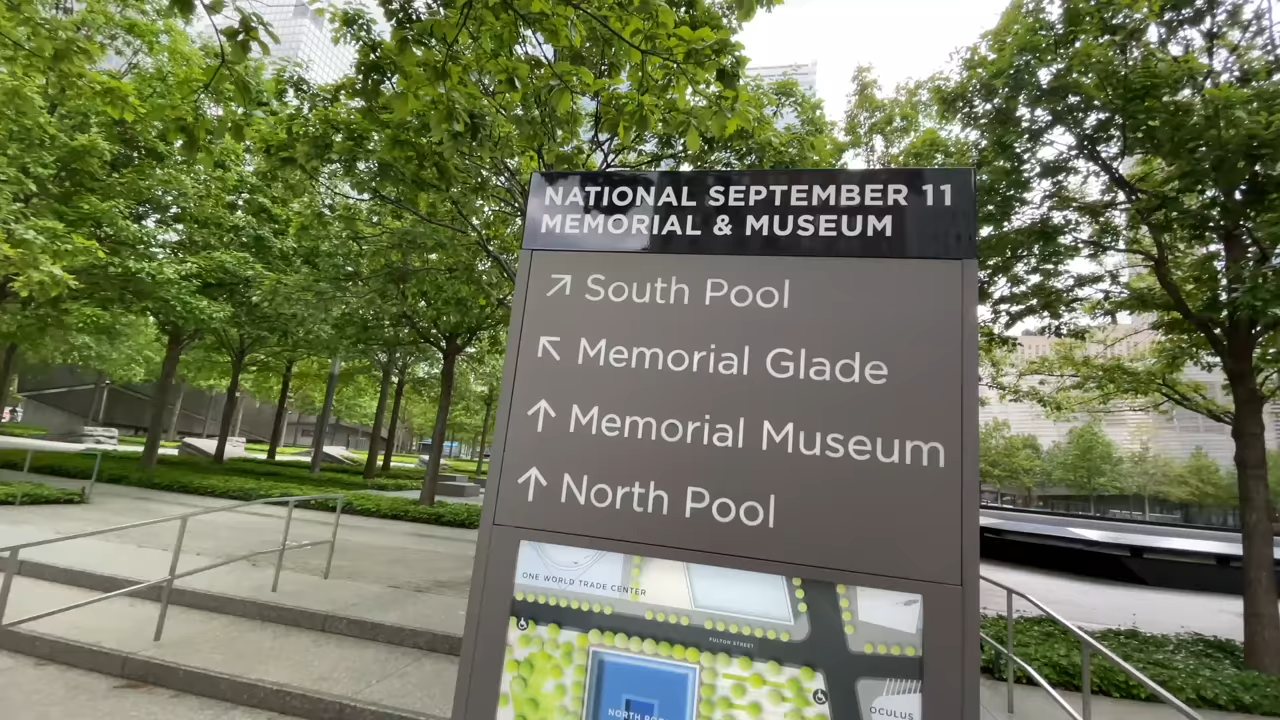 NATIONAL SEPTEMBER 11
MEMORIAL & MUSEUM
↗ South Pool
↖ Memorial Glade
↑ Memorial Museum
↑ North Pool
ONE WORLD TRADE CENTER
FULTON STREET
NORTH
OCULUS